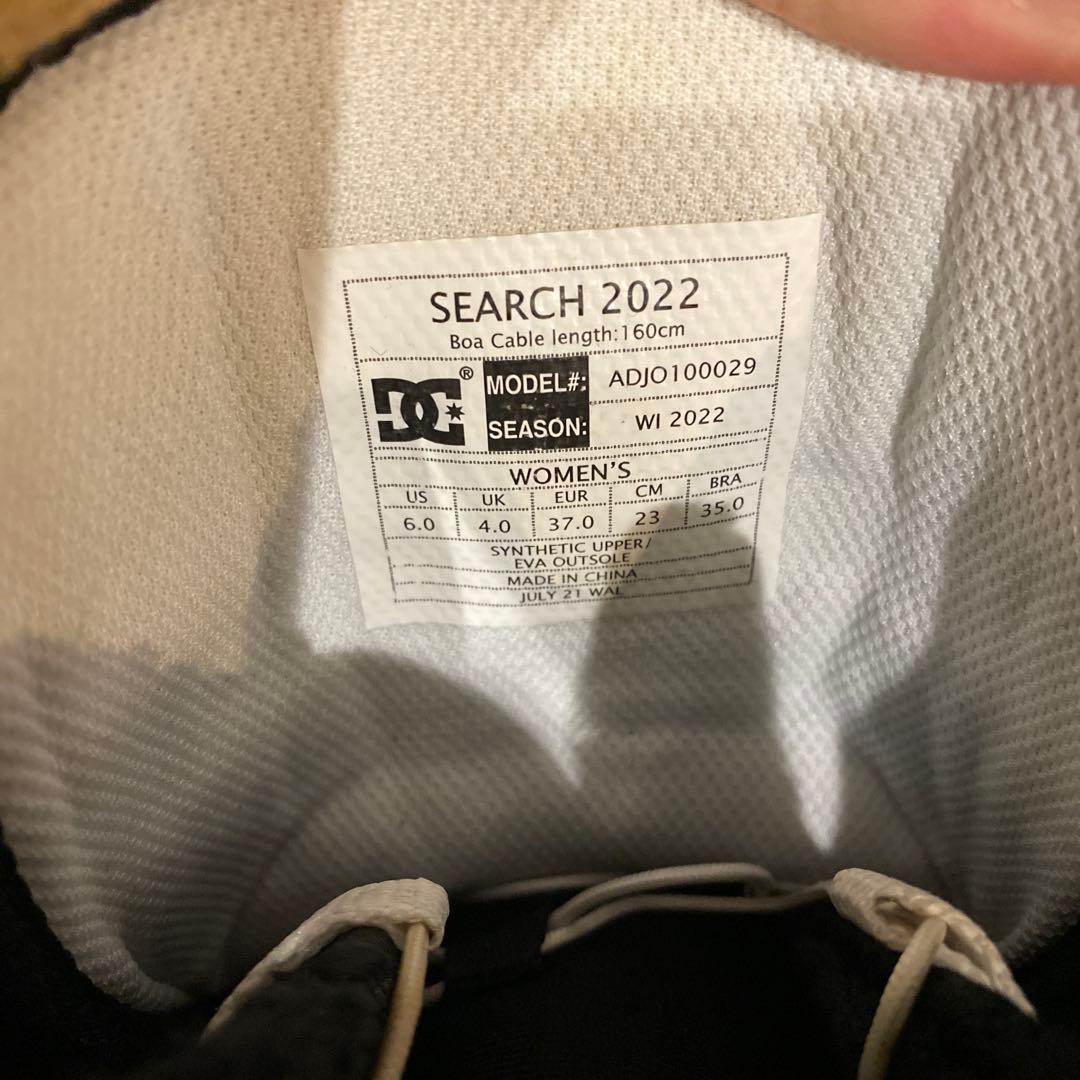 SEARCH 2022
Boa Cable length:160cm
DC® MODEL#: ADJO100029
SEASON: WI 2022
WOMEN'S
US UK EUR CM BRA
6.0 4.0 37.0 23 35.0
SYNTHETIC UPPER/
EVA OUTSOLE
MADE IN CHINA
JULY 21 WAL